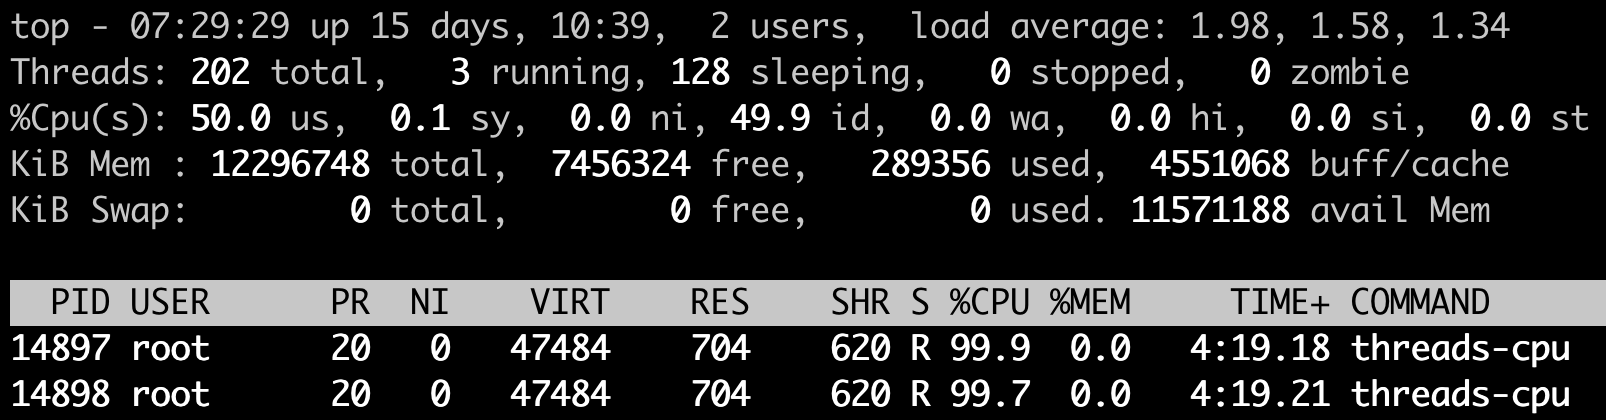 top - 07:29:29 up 15 days, 10:39,  2 users,  load average: 1.98, 1.58, 1.34
Threads: 202 total,   3 running, 128 sleeping,   0 stopped,   0 zombie
%Cpu(s): 50.0 us,  0.1 sy,  0.0 ni, 49.9 id,  0.0 wa,  0.0 hi,  0.0 si,  0.0 st
KiB Mem : 12296748 total,  7456324 free,   289356 used,  4551068 buff/cache
KiB Swap:        0 total,        0 free,        0 used. 11571188 avail Mem
  PID USER      PR  NI    VIRT    RES    SHR S %CPU %MEM     TIME+ COMMAND
14897 root      20   0   47484    704    620 R 99.9  0.0   4:19.18 threads-cpu
14898 root      20   0   47484    704    620 R 99.7  0.0   4:19.21 threads-cpu